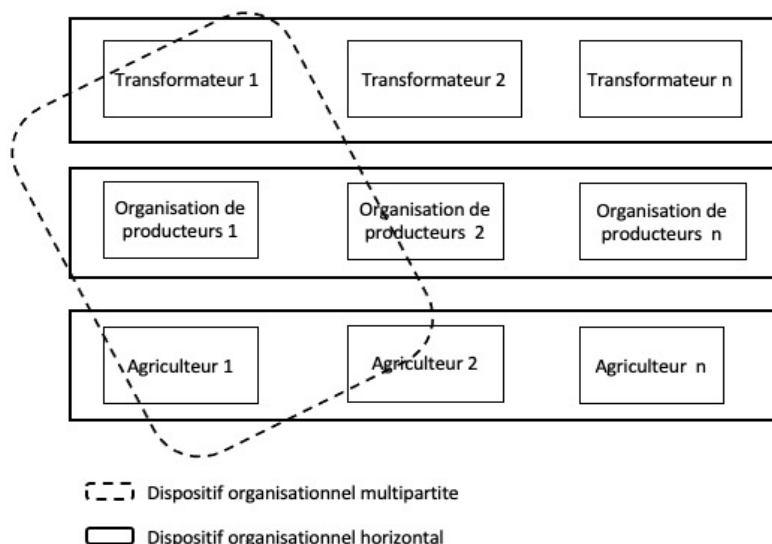 Transformateur 1
Transformateur 2
Transformateur n
Organisation de
producteurs 1
Organisation de
producteurs 2
Organisation de
producteurs n
Agriculteur 1
Agriculteur 2
Agriculteur n
Dispositif organisationnel multipartite
Dispositif organisationnel horizontal